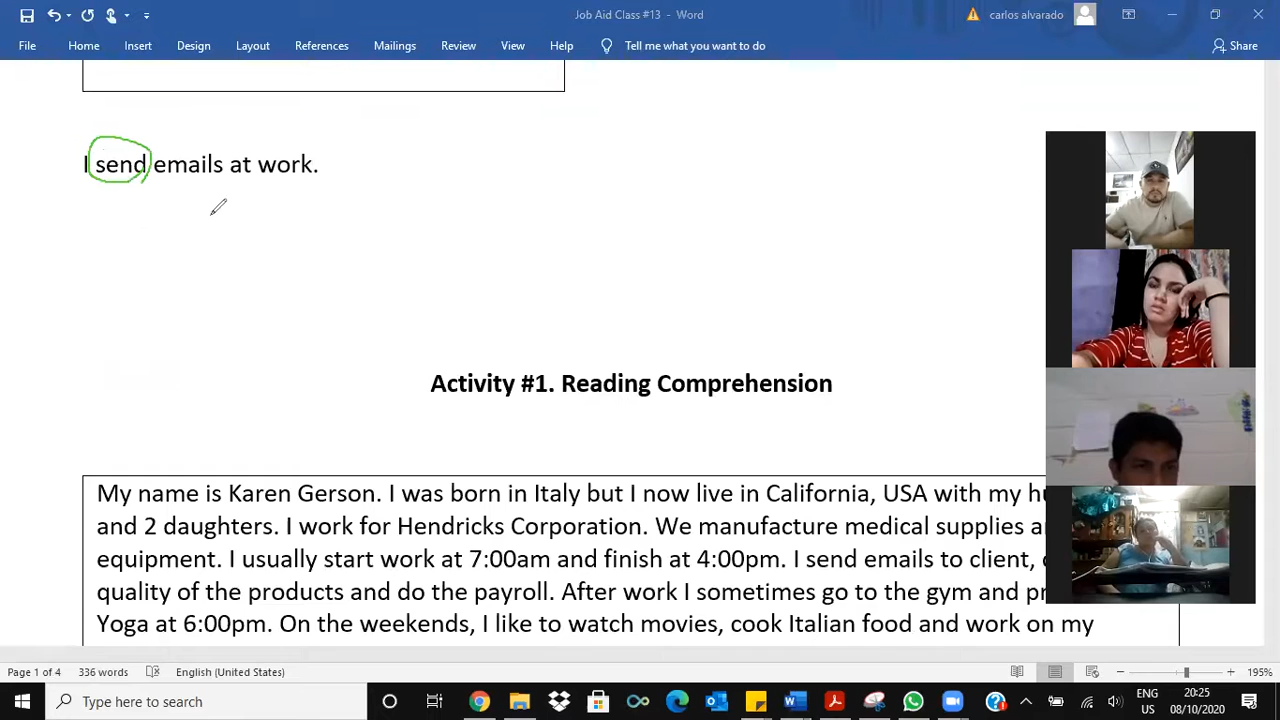 Job Aid Class #13 - Word
carlos alvarado
File Home Insert Design Layout References Mailings Review View Help Tell me what you want to do Share
I send emails at work.
Activity #1. Reading Comprehension
My name is Karen Gerson. I was born in Italy but I now live in California, USA with my
and 2 daughters. I work for Hendricks Corporation. We manufacture medical supplies
equipment. I usually start work at 7:00am and finish at 4:00pm. I send emails to client,
quality of the products and do the payroll. After work I sometimes go to the gym and
Yoga at 6:00pm. On the weekends, I like to watch movies, cook Italian food and work on my
Page 1 of 4 336 words English (United States) 195%
Type here to search
ENG
US
20:25
08/10/2020